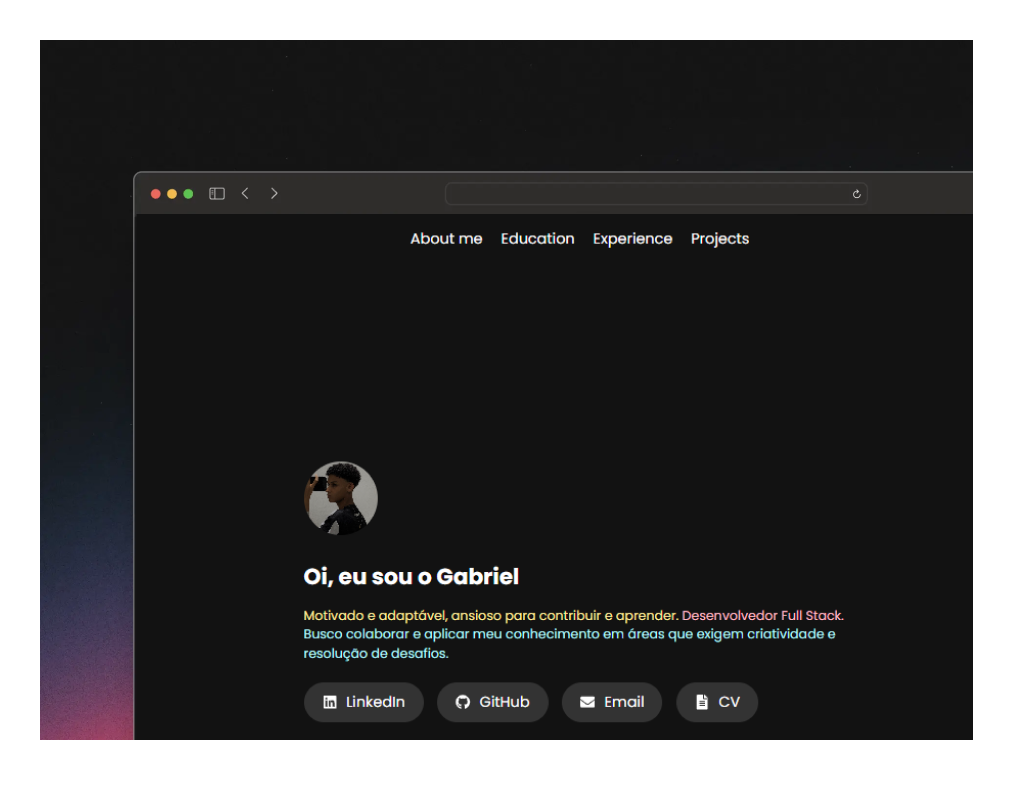 About me Education Experience Projects
Oi, eu sou o Gabriel
Motivado e adaptável, ansioso para contribuir e aprender. Desenvolvedor Full Stack.
Busco colaborar e aplicar meu conhecimento em áreas que exigem criatividade e
resolução de desafios.
LinkedIn GitHub Email CV